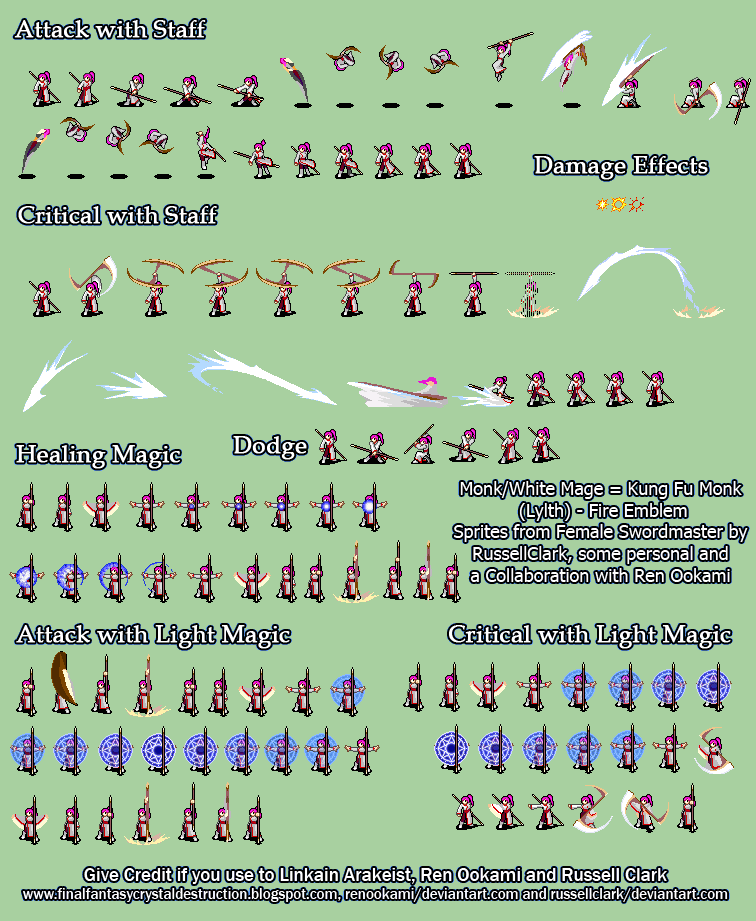 Attack with Staff
Damage Effects
Critical with Staff
Healing Magic
Dodge
Monk/White Mage = Kung Fu Monk
(Lylth) - Fire Emblem
Sprites from Female Swordmaster by
RussellClark, some personal and
a Collaboration with Ren Ookami
Attack with Light Magic
Critical with Light Magic
Give Credit if you use to Linkain Arakeist, Ren Ookami and Russell Clark
www.finalfantasycrystaldestruction.blogspot.com, renookami/deviantart.com and russellclark/deviantart.com